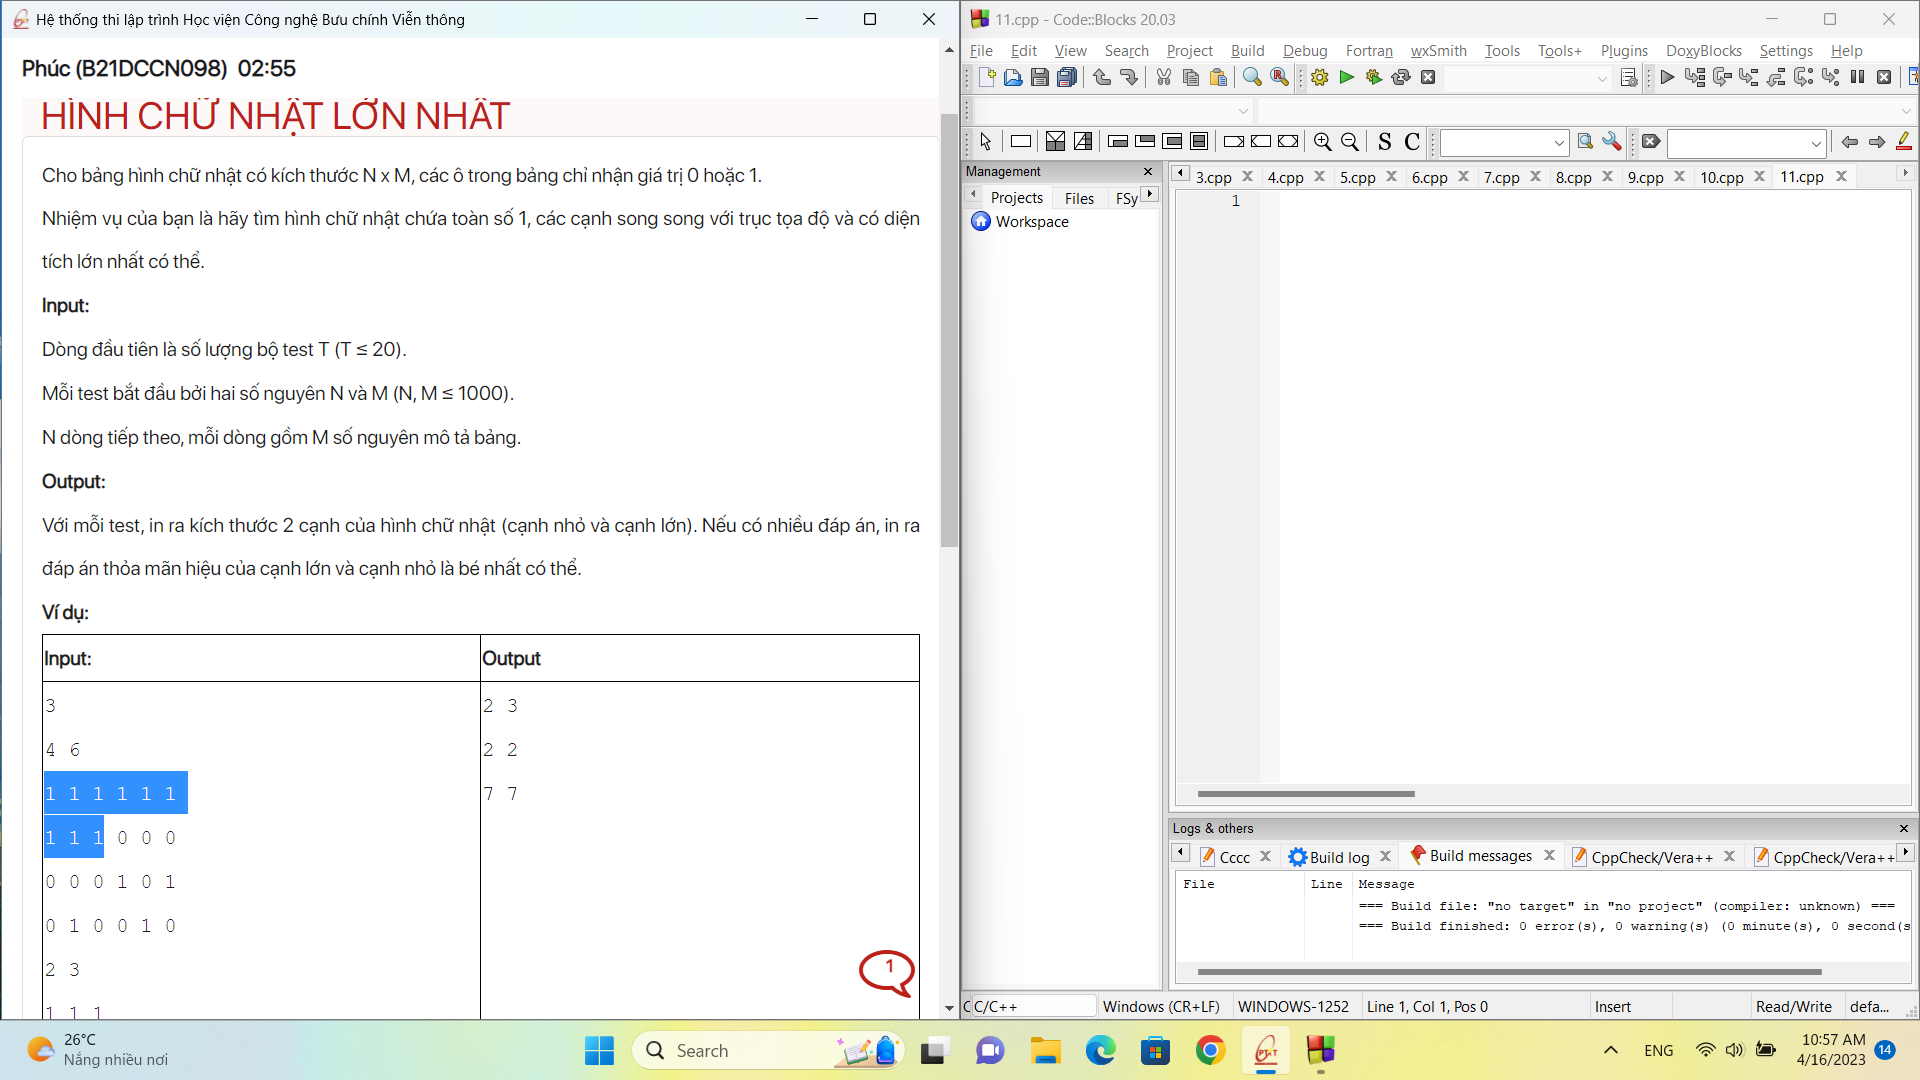 Hệ thống thi lập trình Học viện Công nghệ Bưu chính Viễn thông
Phúc (B21DCCN098) 02:55
HÌNH CHỮ NHẬT LỚN NHẤT
Cho bảng hình chữ nhật có kích thước N x M, các ô trong bảng chỉ nhận giá trị 0 hoặc 1.
Nhiệm vụ của bạn là hãy tìm hình chữ nhật chứa toàn số 1, các cạnh song song với trục tọa độ và có diện
tích lớn nhất có thể.
Input:
Dòng đầu tiên là số lượng bộ test T (T ≤ 20).
Mỗi test bắt đầu bởi hai số nguyên N và M (N, M ≤ 1000).
N dòng tiếp theo, mỗi dòng gồm M số nguyên mô tả bảng.
Output:
Với mỗi test, in ra kích thước 2 cạnh của hình chữ nhật (cạnh nhỏ và cạnh lớn). Nếu có nhiều đáp án, in ra
đáp án thỏa mãn hiệu của cạnh lớn và cạnh nhỏ là bé nhất có thể.
Ví dụ:
Input: Output
3 2 3
4 6 2 2
1 1 1 1 1 1 7 7
1 1 1 0 0 0
0 0 0 1 0 1
0 1 0 0 1 0
2 3
1 1 1
1
11.cpp - Code::Blocks 20.03
File Edit View Search Project Build Debug Fortran wxSmith Tools Tools+ Plugins DoxyBlocks Settings Help
S C
Management
Projects Files FSy
Workspace
3.cpp 4.cpp 5.cpp 6.cpp 7.cpp 8.cpp 9.cpp 10.cpp 11.cpp
1
Logs & others
Cccc Build log Build messages CppCheck/Vera++ CppCheck/Vera++
File Line Message
=== Build file: "no target" in "no project" (compiler: unknown) ===
=== Build finished: 0 error(s), 0 warning(s) (0 minute(s), 0 second(s
C/C++ Windows (CR+LF) WINDOWS-1252 Line 1, Col 1, Pos 0 Insert Read/Write defa...
26°C
Nắng nhiều nơi
Search
ENG
10:57 AM
4/16/2023
14